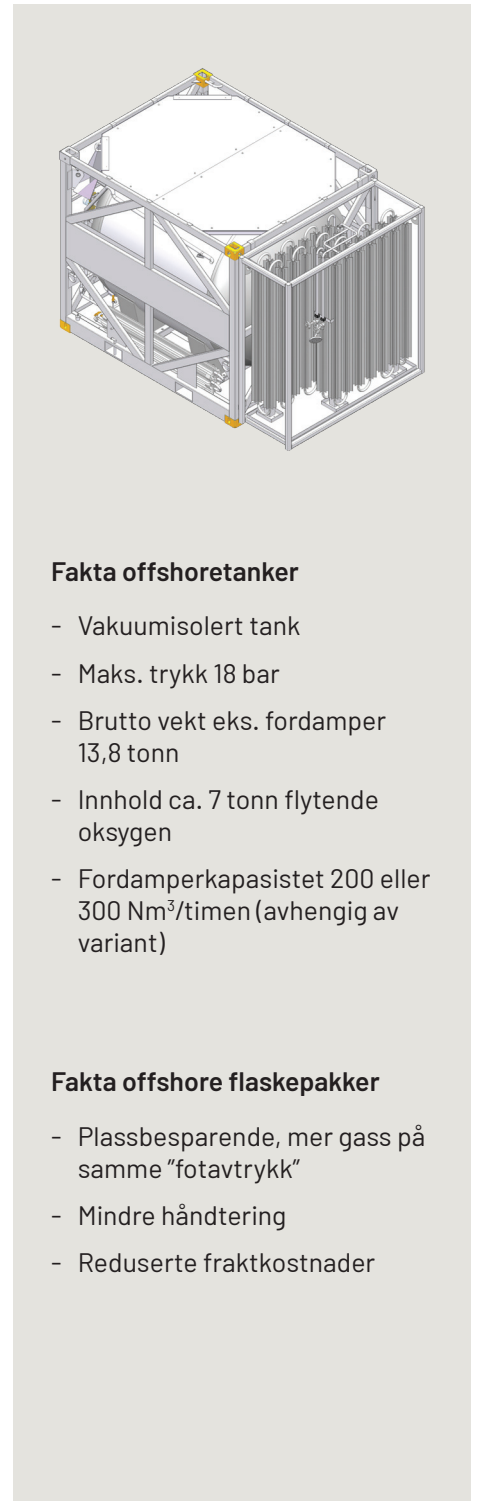 Fakta offshoretanker
- Vakuumisolert tank
- Maks. trykk 18 bar
- Brutto vekt eks. fordamper
13,8 tonn
- Innhold ca. 7 tonn flytende
oksygen
- Fordamperkapasistet 200 eller
300 Nm³/timen (avhengig av
variant)
Fakta offshore flaskepakker
- Plassbesparende, mer gass på
samme ”fotavtrykk”
- Mindre håndtering
- Reduserte fraktkostnader